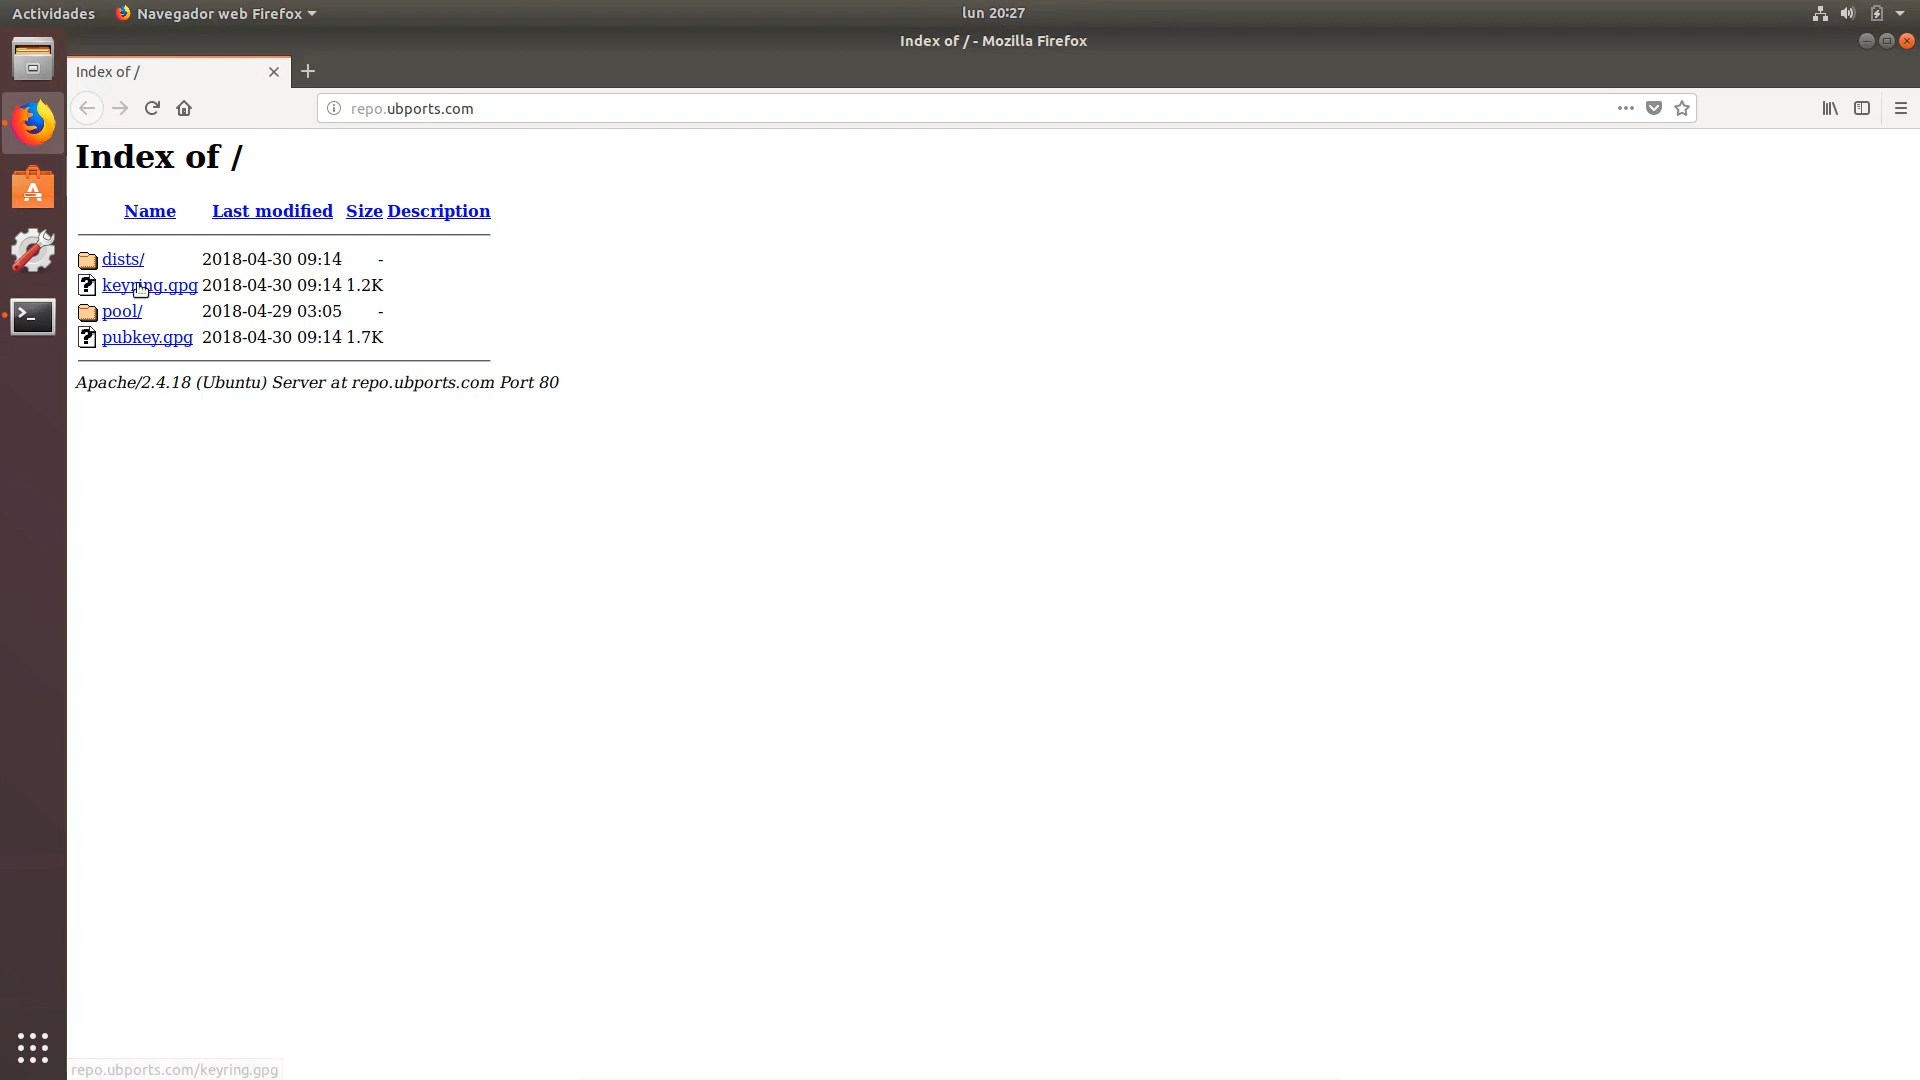 Actividades Navegador web Firefox lun 20:27
Index of / - Mozilla Firefox
Index of /
repo.ubports.com
Index of /
Name Last modified Size Description
dists/ 2018-04-30 09:14 -
keyring.gpg 2018-04-30 09:14 1.2K
pool/ 2018-04-29 03:05 -
pubkey.gpg 2018-04-30 09:14 1.7K
Apache/2.4.18 (Ubuntu) Server at repo.ubports.com Port 80
repo.ubports.com/keyring.gpg